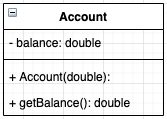 Account
- balance: double
+ Account(double):
+ getBalance(): double